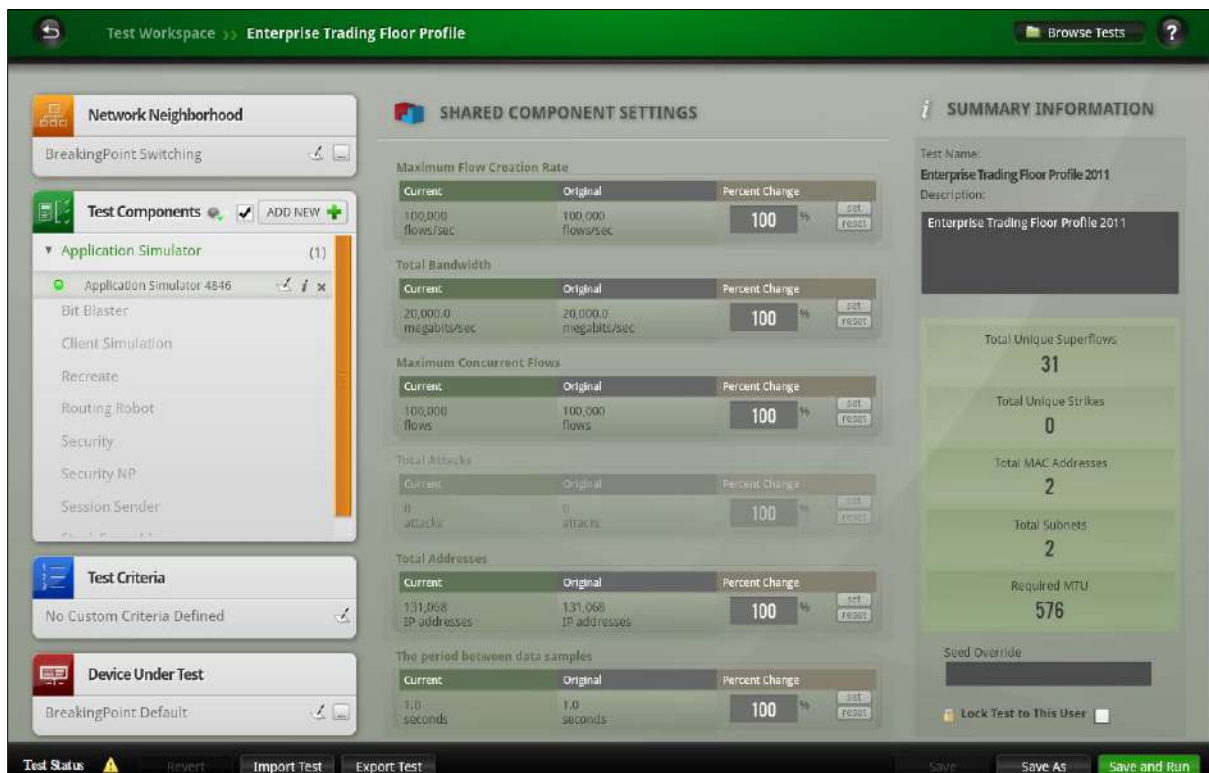 Test Workspace >> Enterprise Trading Floor Profile
Browse Tests
?
Network Neighborhood
BreakingPoint Switching
...
Test Components
ADD NEW
Application Simulator (1)
Application Simulator 4846 i x
Bit Blaster
Client Simulation
Recreate
Routing Robot
Security
Security NP
Session Sender
Test Criteria
No Custom Criteria Defined
Device Under Test
BreakingPoint Default
...
SHARED COMPONENT SETTINGS
Maximum Flow Creation Rate
Current Original Percent Change
100,000 100,000 100 % set
flows/sec flows/sec reset
Total Bandwidth
Current Original Percent Change
20,000.0 20,000.0 100 % set
megabits/sec megabits/sec reset
Maximum Concurrent Flows
Current Original Percent Change
100,000 100,000 100 % set
flows flows reset
Total Attacks
Current Original Percent Change
0 0 100 % set
attacks attacks reset
Total Addresses
Current Original Percent Change
131,068 131,068 100 % set
IP addresses IP addresses reset
The period between data samples
Current Original Percent Change
1.0 1.0 100 % set
seconds seconds reset
i SUMMARY INFORMATION
Test Name:
Enterprise Trading Floor Profile 2011
Description:
Enterprise Trading Floor Profile 2011
Total Unique Superflows
31
Total Unique Strikes
0
Total MAC Addresses
2
Total Subnets
2
Required MTU
576
Seed Override
Lock Test to This User
Test Status Revert Import Test Export Test Save Save As Save and Run